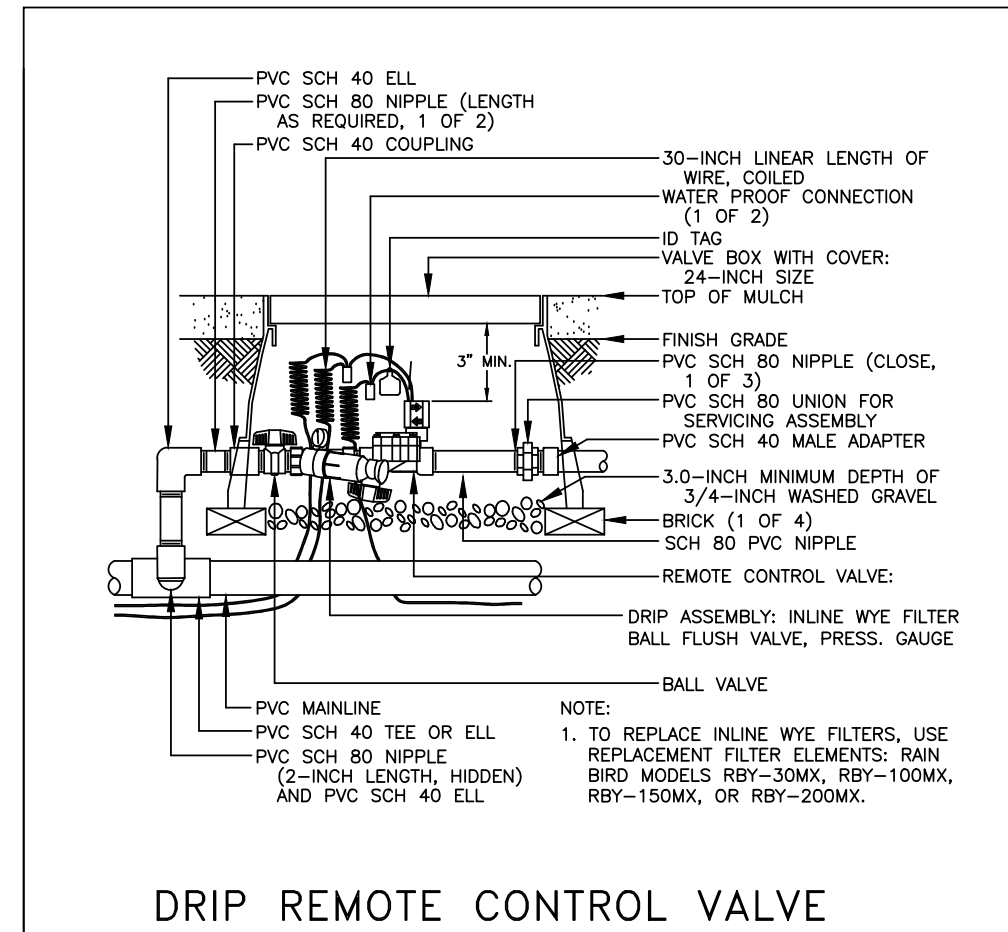 PVC SCH 40 ELL
PVC SCH 80 NIPPLE (LENGTH
AS REQUIRED, 1 OF 2)
PVC SCH 40 COUPLING
30-INCH LINEAR LENGTH OF
WIRE, COILED
WATER PROOF CONNECTION
(1 OF 2)
ID TAG
VALVE BOX WITH COVER:
24-INCH SIZE
TOP OF MULCH
FINISH GRADE
3" MIN.
PVC SCH 80 NIPPLE (CLOSE,
1 OF 3)
PVC SCH 80 UNION FOR
SERVICING ASSEMBLY
PVC SCH 40 MALE ADAPTER
3.0-INCH MINIMUM DEPTH OF
3/4-INCH WASHED GRAVEL
BRICK (1 OF 4)
SCH 80 PVC NIPPLE
REMOTE CONTROL VALVE:
DRIP ASSEMBLY: INLINE WYE FILTER
BALL FLUSH VALVE, PRESS. GAUGE
BALL VALVE
PVC MAINLINE
PVC SCH 40 TEE OR ELL
PVC SCH 80 NIPPLE
(2-INCH LENGTH, HIDDEN)
AND PVC SCH 40 ELL
NOTE:
1. TO REPLACE INLINE WYE FILTERS, USE
REPLACEMENT FILTER ELEMENTS: RAIN
BIRD MODELS RBY-30MX, RBY-100MX,
RBY-150MX, OR RBY-200MX.
DRIP REMOTE CONTROL VALVE